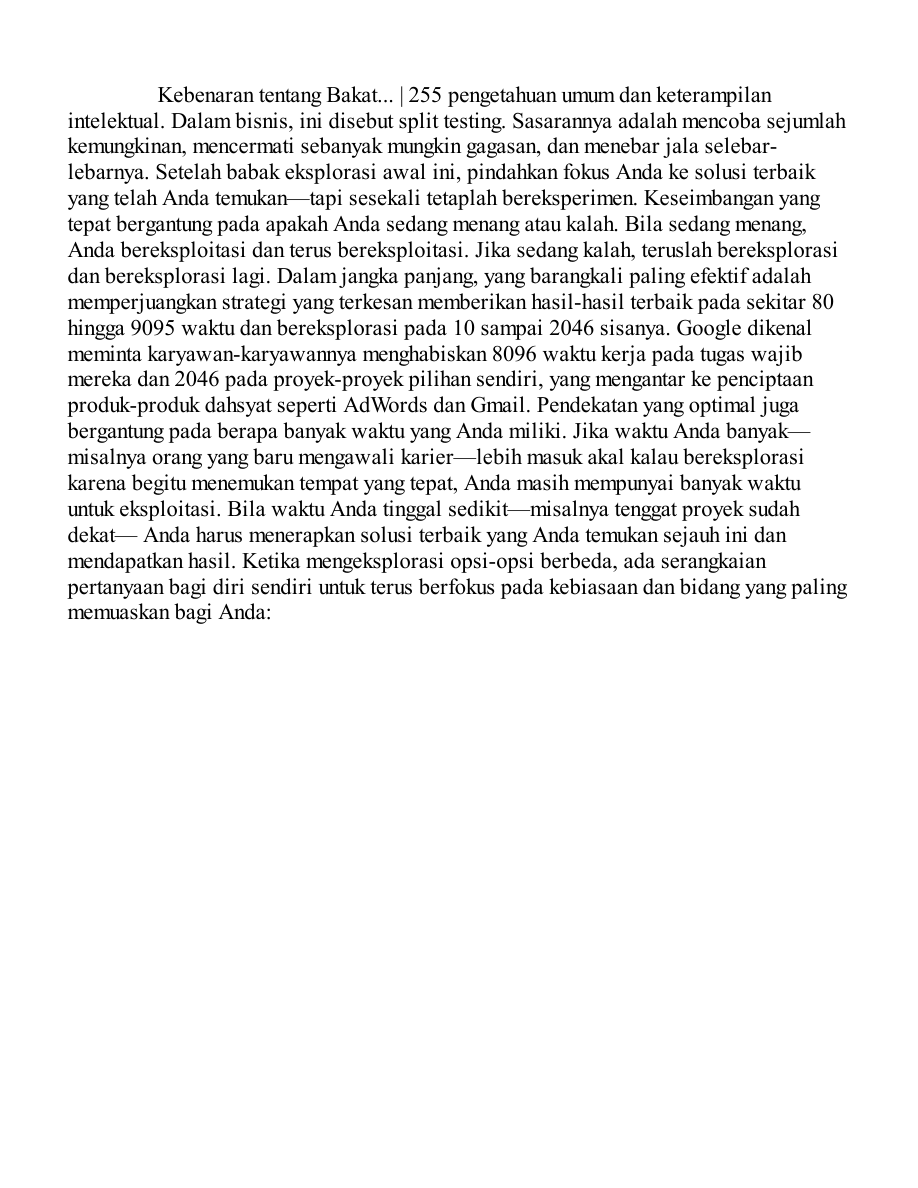 Kebenaran tentang Bakat... | 255 pengetahuan umum dan keterampilan
intelektual. Dalam bisnis, ini disebut split testing. Sasarannya adalah mencoba sejumlah
kemungkinan, mencermati sebanyak mungkin gagasan, dan menebar jala selebar-
lebarnya. Setelah babak eksplorasi awal ini, pindahkan fokus Anda ke solusi terbaik
yang telah Anda temukan—tapi sesekali tetaplah bereksperimen. Keseimbangan yang
tepat bergantung pada apakah Anda sedang menang atau kalah. Bila sedang menang,
Anda bereksploitasi dan terus bereksploitasi. Jika sedang kalah, teruslah bereksplorasi
dan bereksplorasi lagi. Dalam jangka panjang, yang barangkali paling efektif adalah
memperjuangkan strategi yang terkesan memberikan hasil-hasil terbaik pada sekitar 80
hingga 9095 waktu dan bereksplorasi pada 10 sampai 2046 sisanya. Google dikenal
meminta karyawan-karyawannya menghabiskan 8096 waktu kerja pada tugas wajib
mereka dan 2046 pada proyek-proyek pilihan sendiri, yang mengantar ke penciptaan
produk-produk dahsyat seperti AdWords dan Gmail. Pendekatan yang optimal juga
bergantung pada berapa banyak waktu yang Anda miliki. Jika waktu Anda banyak—
misalnya orang yang baru mengawali karier—lebih masuk akal kalau bereksplorasi
karena begitu menemukan tempat yang tepat, Anda masih mempunyai banyak waktu
untuk eksploitasi. Bila waktu Anda tinggal sedikit—misalnya tenggat proyek sudah
dekat— Anda harus menerapkan solusi terbaik yang Anda temukan sejauh ini dan
mendapatkan hasil. Ketika mengeksplorasi opsi-opsi berbeda, ada serangkaian
pertanyaan bagi diri sendiri untuk terus berfokus pada kebiasaan dan bidang yang paling
memuaskan bagi Anda: